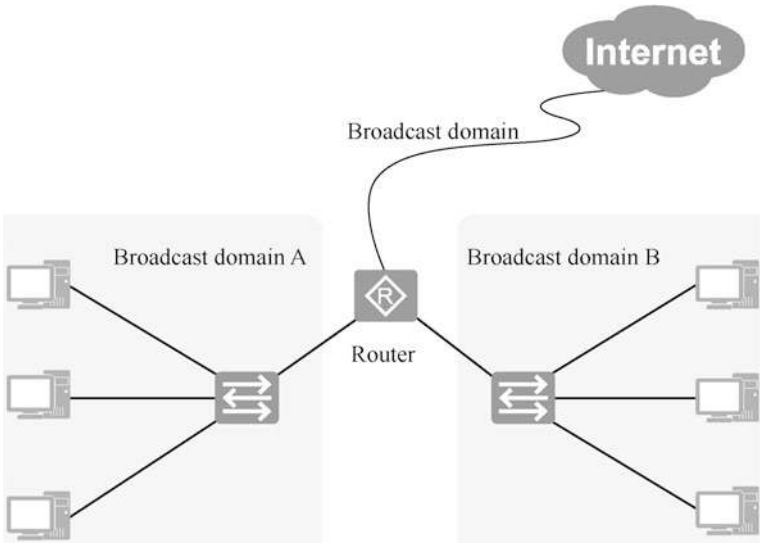 Internet
Broadcast domain
Broadcast domain A
Broadcast domain B
R
Router